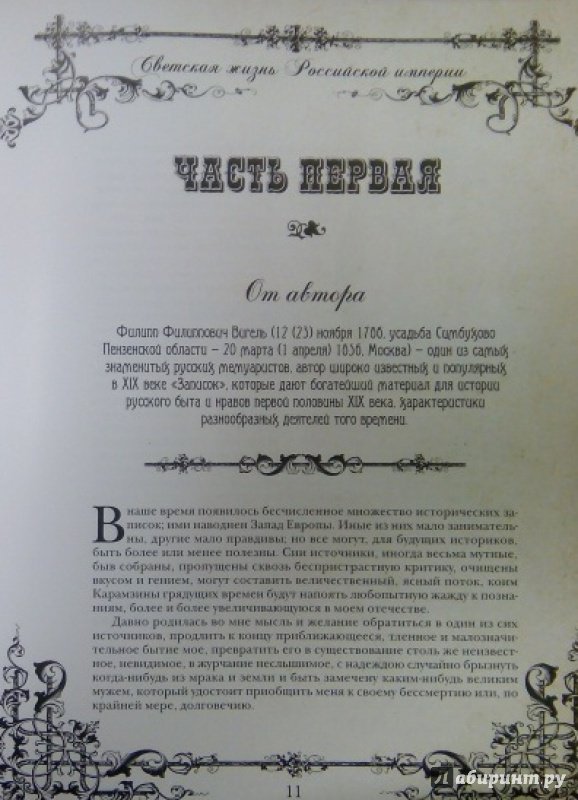 Светская жизнь Российской империи
ЧАСТЬ ПЕРВАЯ
От автора
Филипп Филиппович Вигель (12 (23) ноября 1786, усадьба Симбухово
Пензенской области – 20 марта (1 апреля) 1856, Москва) – один из самых
знаменитых русских мемуаристов, автор широко известных и популярных
в XIX веке «Записок», которые дают богатейший материал для истории
русского быта и нравов первой половины XIX века, характеристики
разнообразных деятелей того времени.
В наше время появилось бесчисленное множество исторических за-
писок; ими наводнен Запад Европы. Иные из них мало заниматель-
ны, другие мало правдивы; но все могут, для будущих историков,
быть более или менее полезны. Сии источники, иногда весьма мутные,
быв собраны, пропущены сквозь беспристрастную критику, очищены
вкусом и гением, могут составить величественный, ясный поток, коим
Карамзины грядущих времен будут напоять любопытную жажду к позна-
ниям, более и более увеличивающуюся в моем отечестве.
Давно родилась во мне мысль и желание обратиться в один из сих
источников, продлить к концу приближающееся, тленное и малозначи-
тельное бытие мое, превратить его в существование столь же неизвест-
ное, невидимое, в журчание неслышимое, с надеждою случайно брызнуть
когда-нибудь из мрака и земли и быть замечену каким-нибудь великим
мужем, который удостоит приобщить меня к своему бессмертию или, по
крайней мере, долговечию.
11
Лабиринт.ру